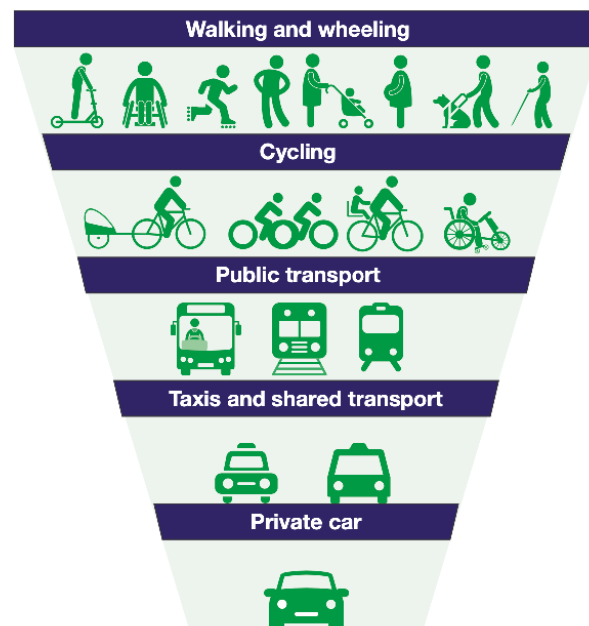 Walking and wheeling
Cycling
Public transport
Taxis and shared transport
Private car